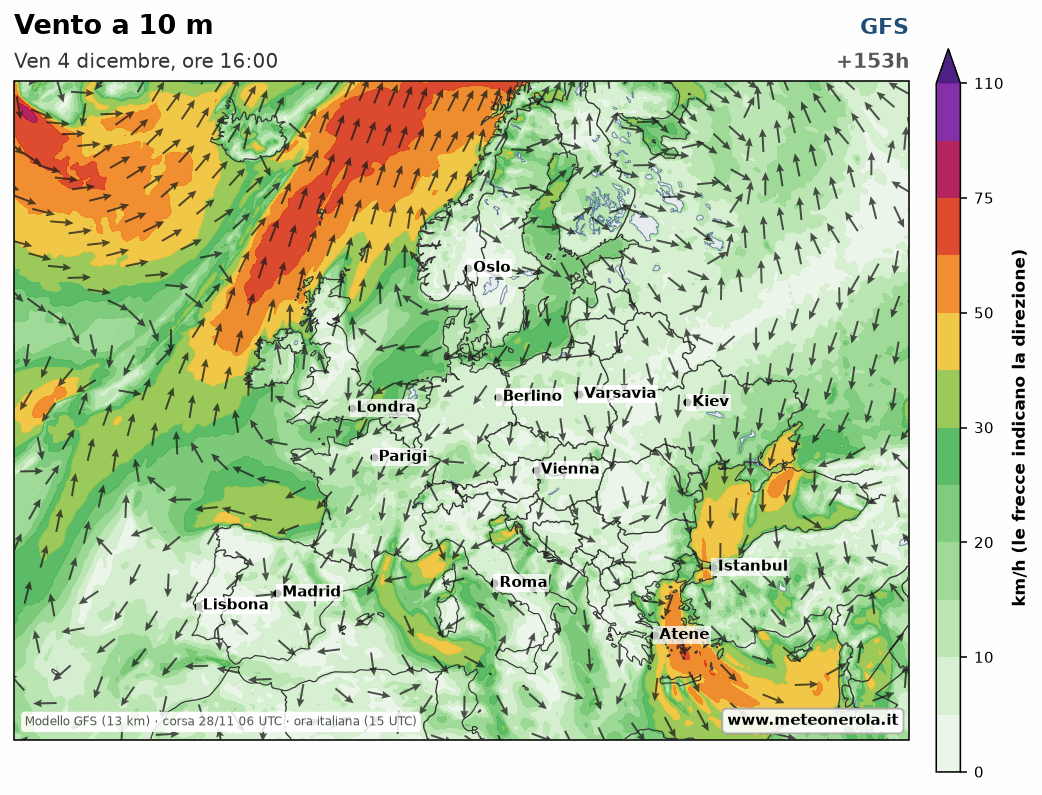 Vento a 10 m
GFS
Ven 4 dicembre, ore 16:00
+153h
110
75
50
30
20
10
0
km/h (le frecce indicano la direzione)
Oslo
Berlino
Varsavia
Kiev
Londra
Parigi
Vienna
Istanbul
Roma
Madrid
Lisbona
Atene
Modello GFS (13 km) · corsa 28/11 06 UTC · ora italiana (15 UTC)
www.meteonerola.it